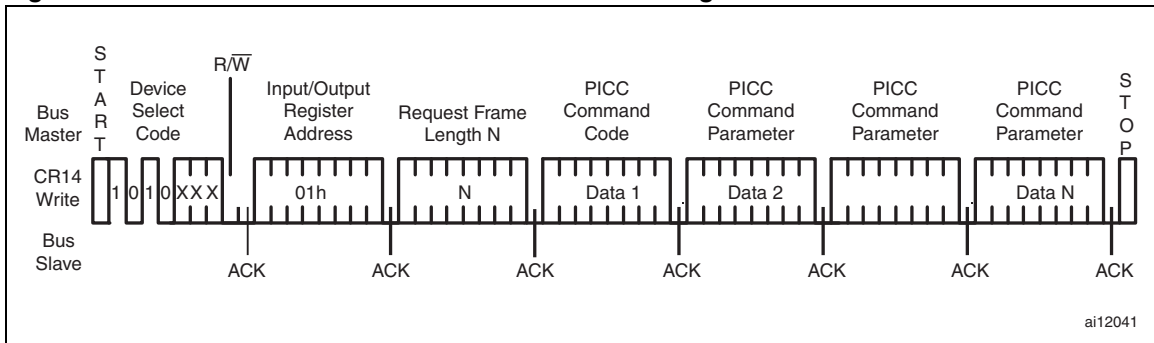 START
Bus
Master
Device
Select
Code
R/W̅
Input/Output
Register
Address
Request Frame
Length N
PICC
Command
Code
PICC
Command
Parameter
PICC
Command
Parameter
PICC
Command
Parameter
STOP
CR14
Write
1 0 1 0 X X X
01h
N
Data 1
Data 2
Data N
Bus
Slave
ACK
ACK
ACK
ACK
ACK
ACK
ACK
ai12041